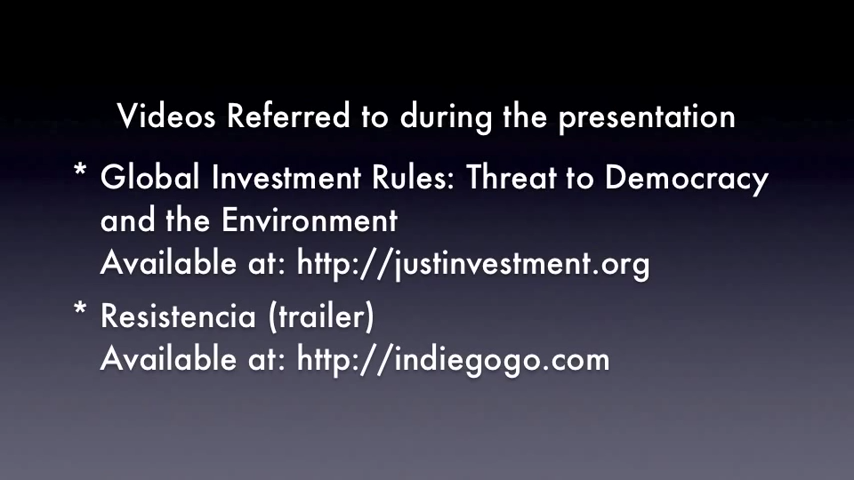 Videos Referred to during the presentation
* Global Investment Rules: Threat to Democracy
and the Environment
Available at: http://justinvestment.org
* Resistencia (trailer)
Available at: http://indiegogo.com